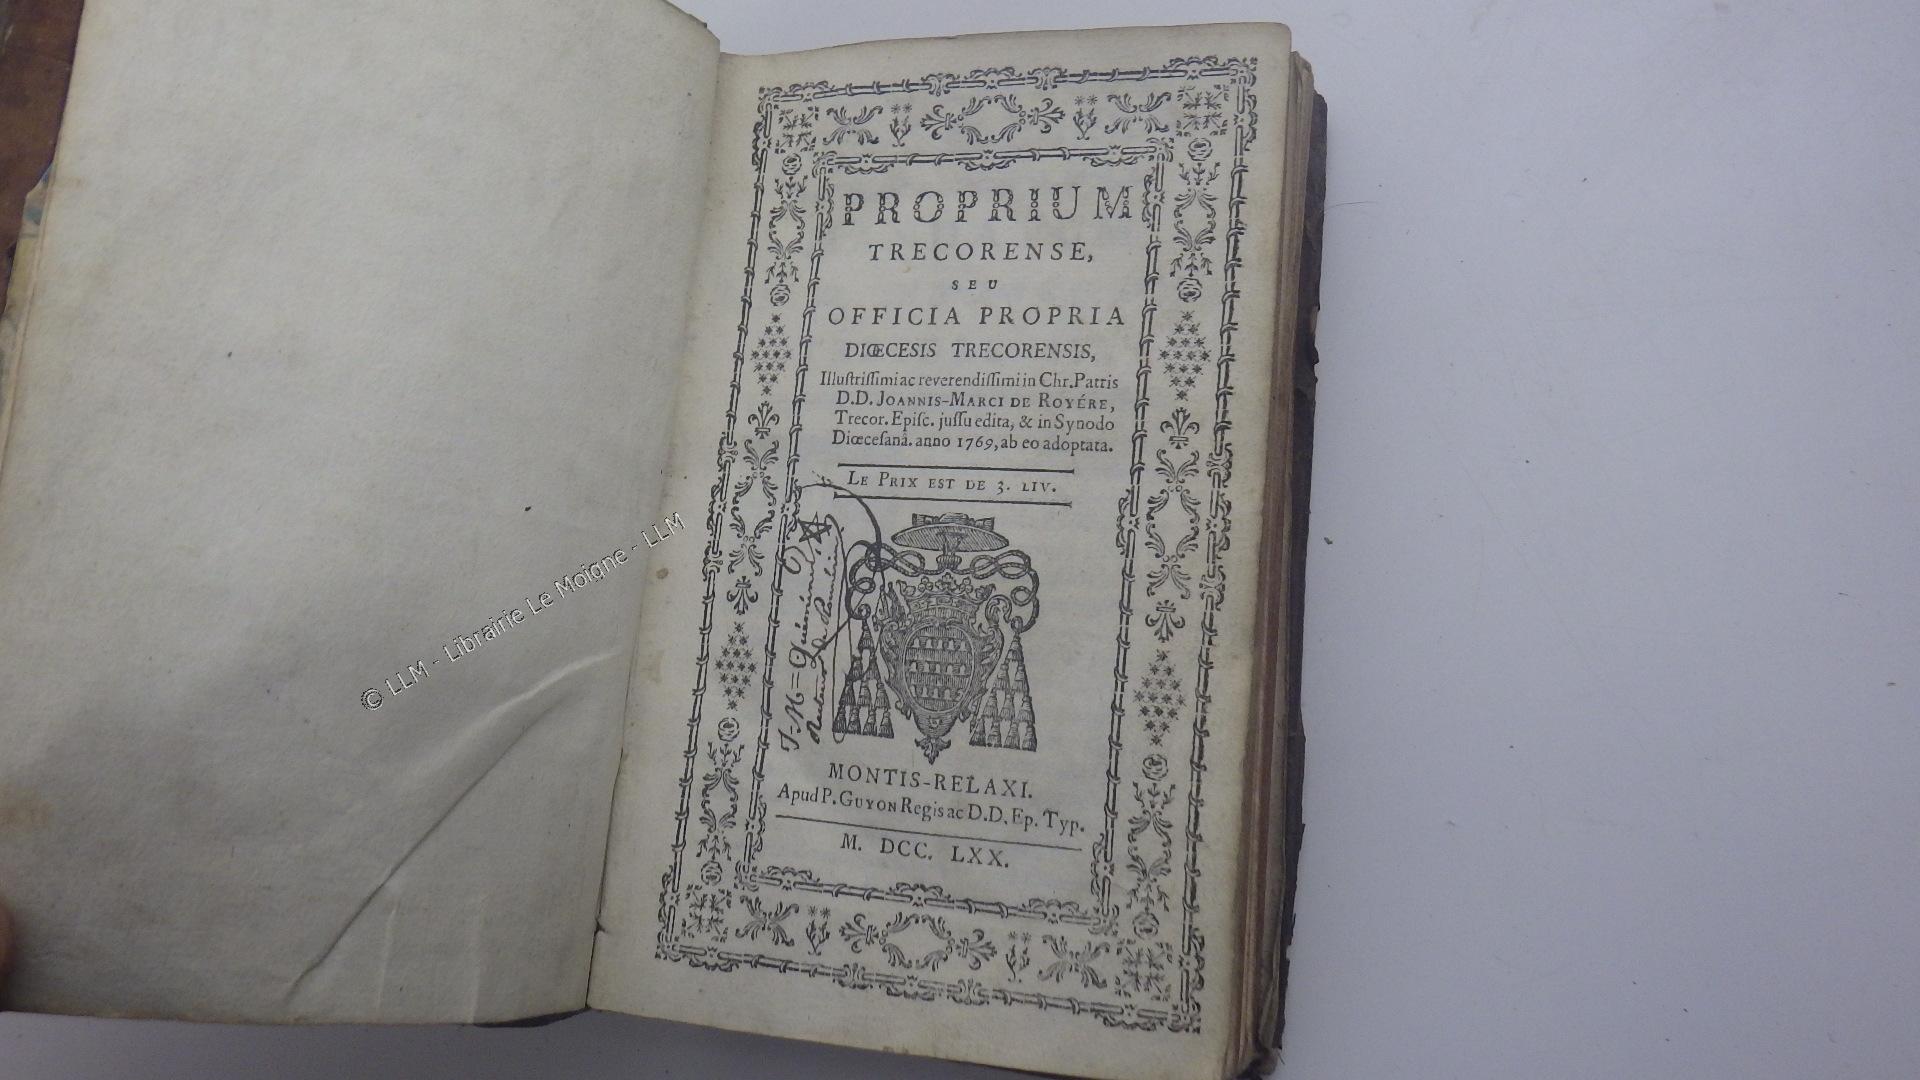 PROPRIUM
TRECORENSE,
SEU
OFFICIA PROPRIA
DIŒCESIS TRECORENSIS,
Illustrissimi ac reverendissimi in Chr. Patris
D.D. JOANNIS-MARCI DE ROYÉRE,
Trecor. Episc. jussu edita, & in Synodo
Diœcesanâ. anno 1769, ab eo adoptata.
LE PRIX EST DE 3. LIV.
MONTIS-RELAXI.
Apud P. GUYON Regis ac D.D. Ep. Typ.
M. DCC. LXX.
© LLM - Librairie Le Moigne - LLM